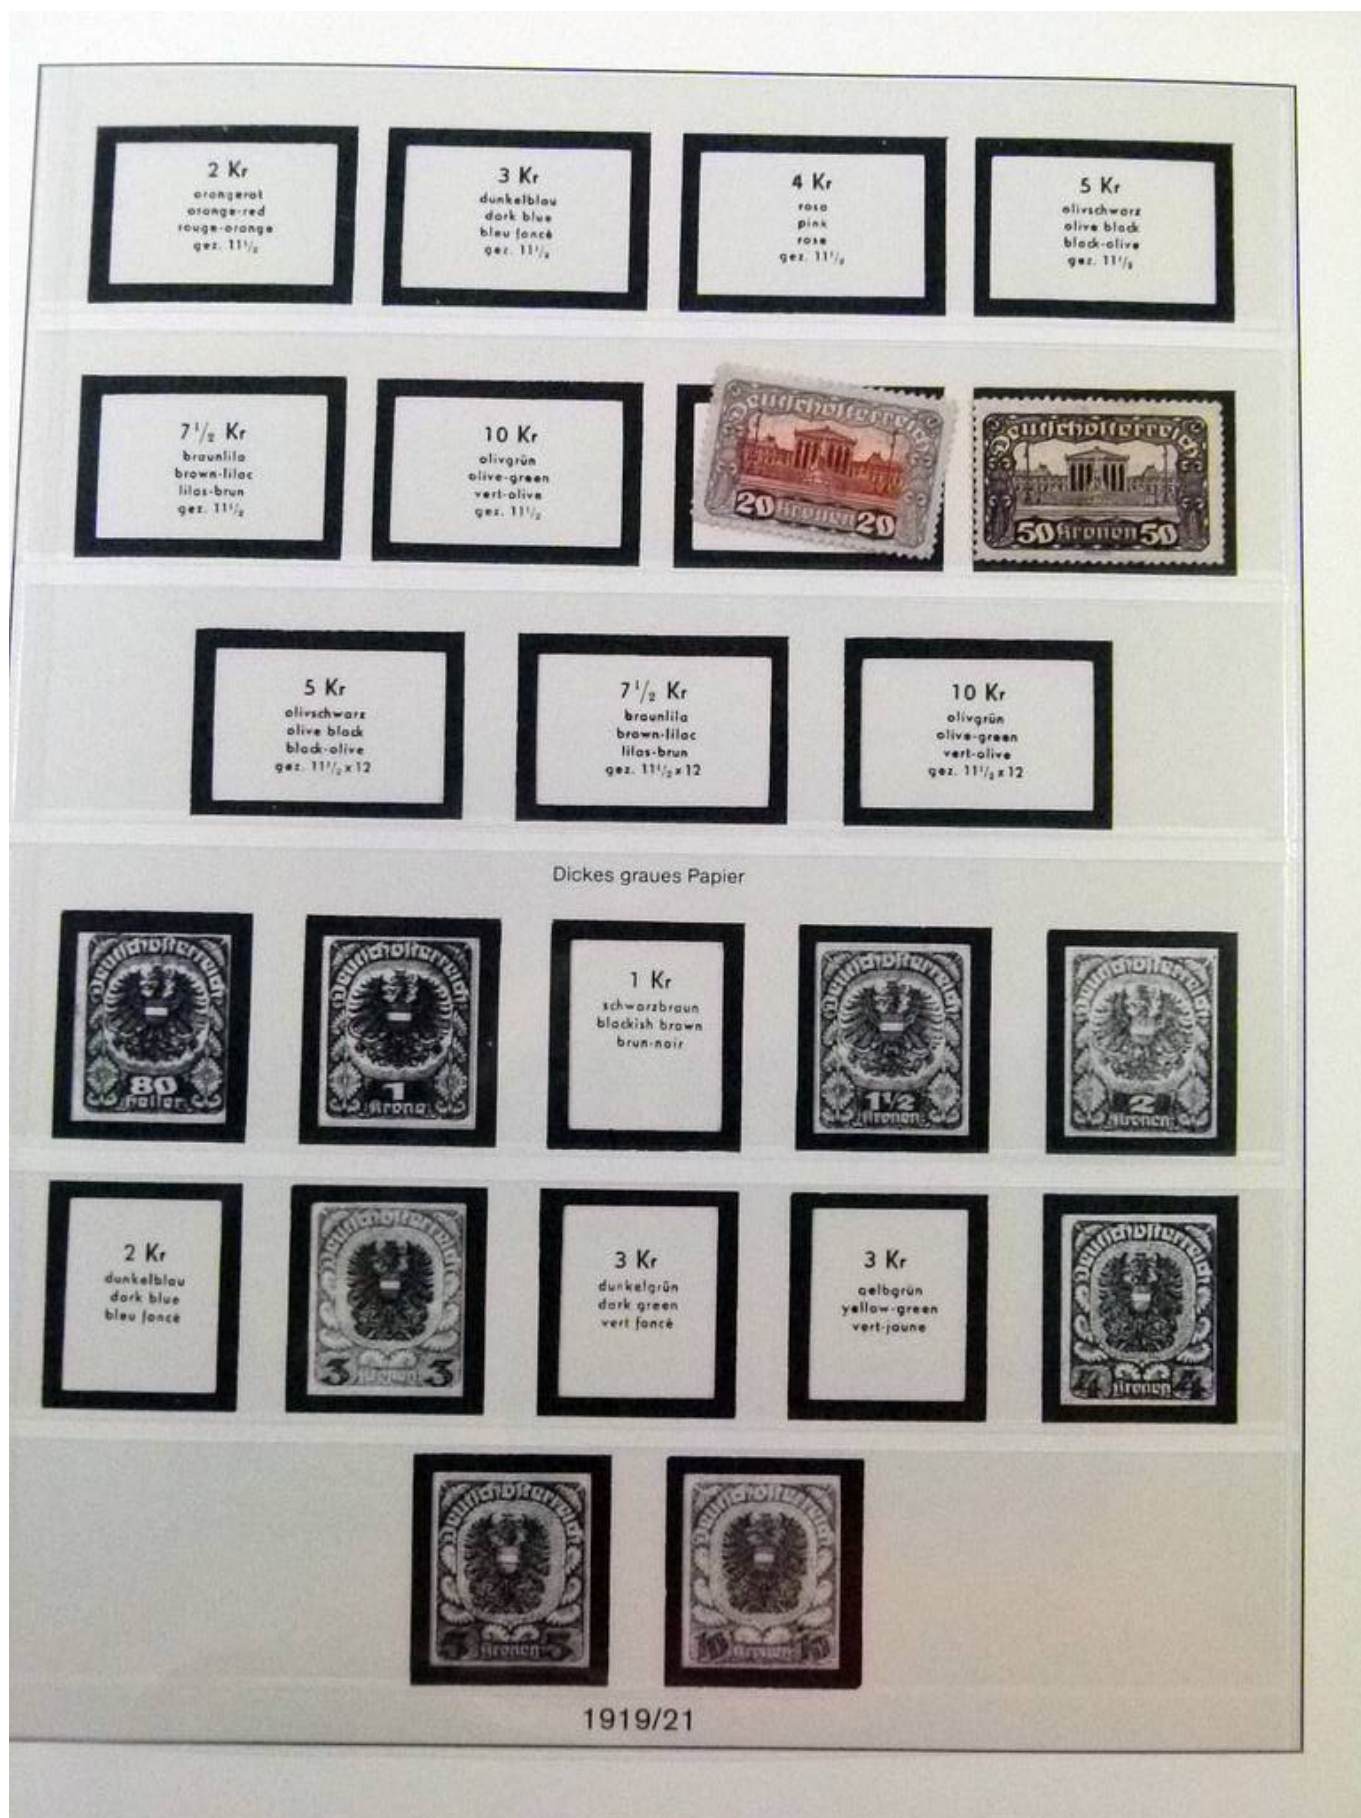 2 Kr
orangerot
orange-red
rouge-orange
gez. 11¹/₂
3 Kr
dunkelblau
dark blue
bleu foncé
gez. 11¹/₂
4 Kr
rosa
pink
rose
gez. 11¹/₂
5 Kr
olivschwarz
olive black
black-olive
gez. 11¹/₂
7¹/₂ Kr
braunlila
brown-lilac
lilas-brun
gez. 11¹/₂
10 Kr
olivgrün
olive-green
vert-olive
gez. 11¹/₂
Deutschösterreich
20 Kronen 20
Deutschösterreich
50 Kronen 50
5 Kr
olivschwarz
olive black
black-olive
gez. 11¹/₂ x 12
7¹/₂ Kr
braunlila
brown-lilac
lilas-brun
gez. 11¹/₂ x 12
10 Kr
olivgrün
olive-green
vert-olive
gez. 11¹/₂ x 12
Dickes graues Papier
Deutschösterreich
80
Heller
Deutschösterreich
1
Krone
1 Kr
schwarzbraun
blackish brown
brun-noir
Deutschösterreich
1½
Kronen
Deutschösterreich
2
Kronen
2 Kr
dunkelblau
dark blue
bleu foncé
Deutschösterreich
3 Kronen 3
3 Kr
dunkelgrün
dark green
vert foncé
3 Kr
gelbgrün
yellow-green
vert-jaune
Deutschösterreich
4 Kronen 4
Deutschösterreich
5 Kronen 5
Deutschösterreich
10 Kronen 10
1919/21